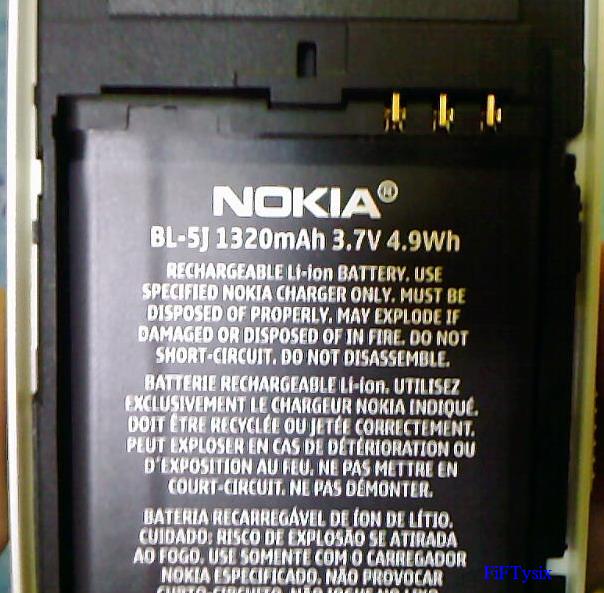 NOKIA®
BL-5J 1320mAh 3.7V 4.9Wh
RECHARGEABLE Li-ion BATTERY. USE
SPECIFIED NOKIA CHARGER ONLY. MUST BE
DISPOSED OF PROPERLY. MAY EXPLODE IF
DAMAGED OR DISPOSED OF IN FIRE. DO NOT
SHORT-CIRCUIT. DO NOT DISASSEMBLE.
BATTERIE RECHARGEABLE Li-ion. UTILISEZ
EXCLUSIVEMENT LE CHARGEUR NOKIA INDIQUÉ.
DOIT ÊTRE RECYCLÉE OU JETÉE CORRECTEMENT.
PEUT EXPLOSER EN CAS DE DÉTÉRIORATION OU
D'EXPOSITION AU FEU. NE PAS METTRE EN
COURT-CIRCUIT. NE PAS DÉMONTER.
BATERIA RECARREGÁVEL DE ÍON DE LÍTIO.
CUIDADO: RISCO DE EXPLOSÃO SE ATIRADA
AO FOGO. USE SOMENTE COM O CARREGADOR
NOKIA ESPECIFICADO. NÃO PROVOCAR
FiFTysix